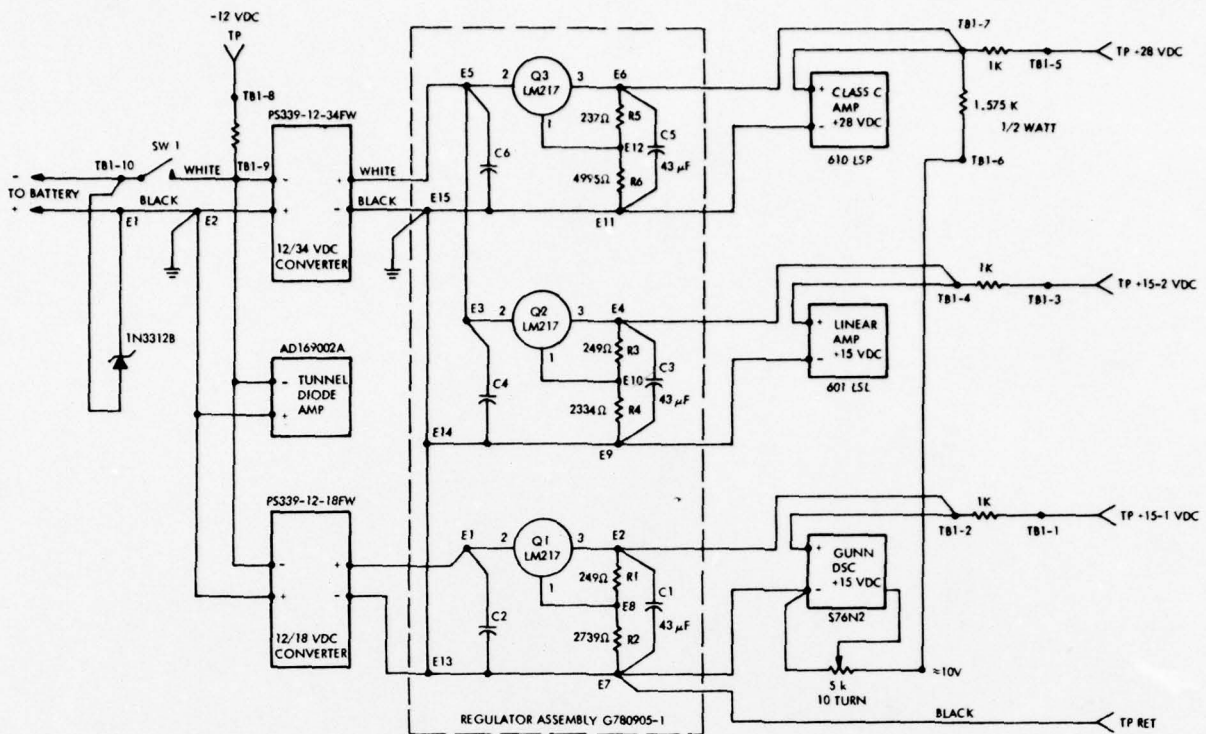 -12 VDC
TP
TB1-8
PS339-12-34FW
SW 1
TB1-10
WHITE
TB1-9
-
TO BATTERY
+
BLACK
E1
E2
-
+
+
-
12/34 VDC
CONVERTER
WHITE
BLACK
E15
1N3312B
AD169002A
-
+
TUNNEL
DIODE
AMP
PS339-12-18FW
-
+
+
-
12/18 VDC
CONVERTER
E5
2
Q3
LM217
3
E6
1
237Ω
R5
E12
C5
43 μF
C6
4995Ω
R6
E11
E3
2
Q2
LM217
3
E4
1
249Ω
R3
E10
C3
43 μF
C4
2334Ω
R4
E14
E9
E1
2
Q1
LM217
3
E2
1
249Ω
R1
E8
C1
43 μF
C2
2739Ω
R2
E13
E7
REGULATOR ASSEMBLY G780905-1
TB1-7
1K
TB1-5
TP +28 VDC
+
-
CLASS C
AMP
+28 VDC
610 LSP
1.575 K
1/2 WATT
TB1-6
1K
TB1-4
TB1-3
TP +15-2 VDC
+
-
LINEAR
AMP
+15 VDC
601 LSL
1K
TB1-2
TB1-1
TP +15-1 VDC
+
-
GUNN
DSC
+15 VDC
S76N2
≈10V
5 k
10 TURN
BLACK
TP RET